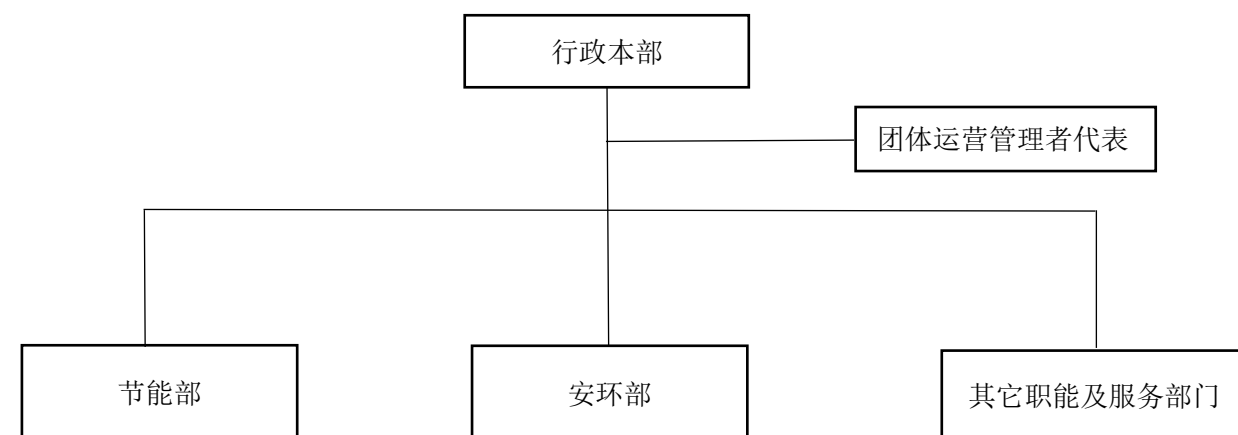 行政本部
团体运营管理者代表
节能部
安环部
其它职能及服务部门